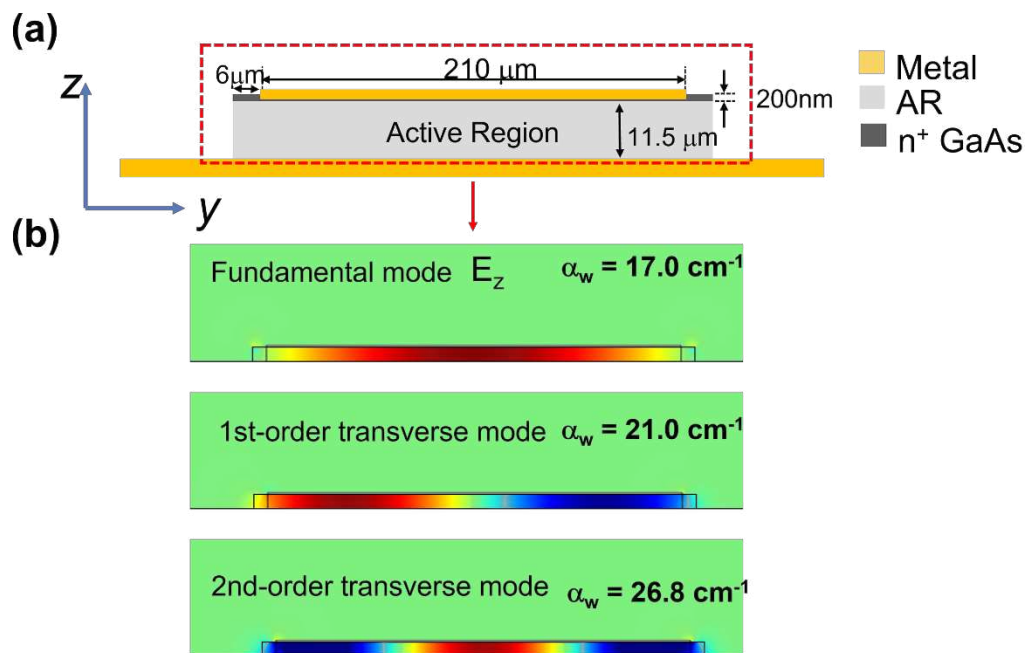 (a)
z
y
6μm
210 μm
200nm
Active Region
11.5 μm
Metal
AR
n⁺ GaAs
(b)
Fundamental mode E_z α_w = 17.0 cm⁻¹
1st-order transverse mode α_w = 21.0 cm⁻¹
2nd-order transverse mode α_w = 26.8 cm⁻¹